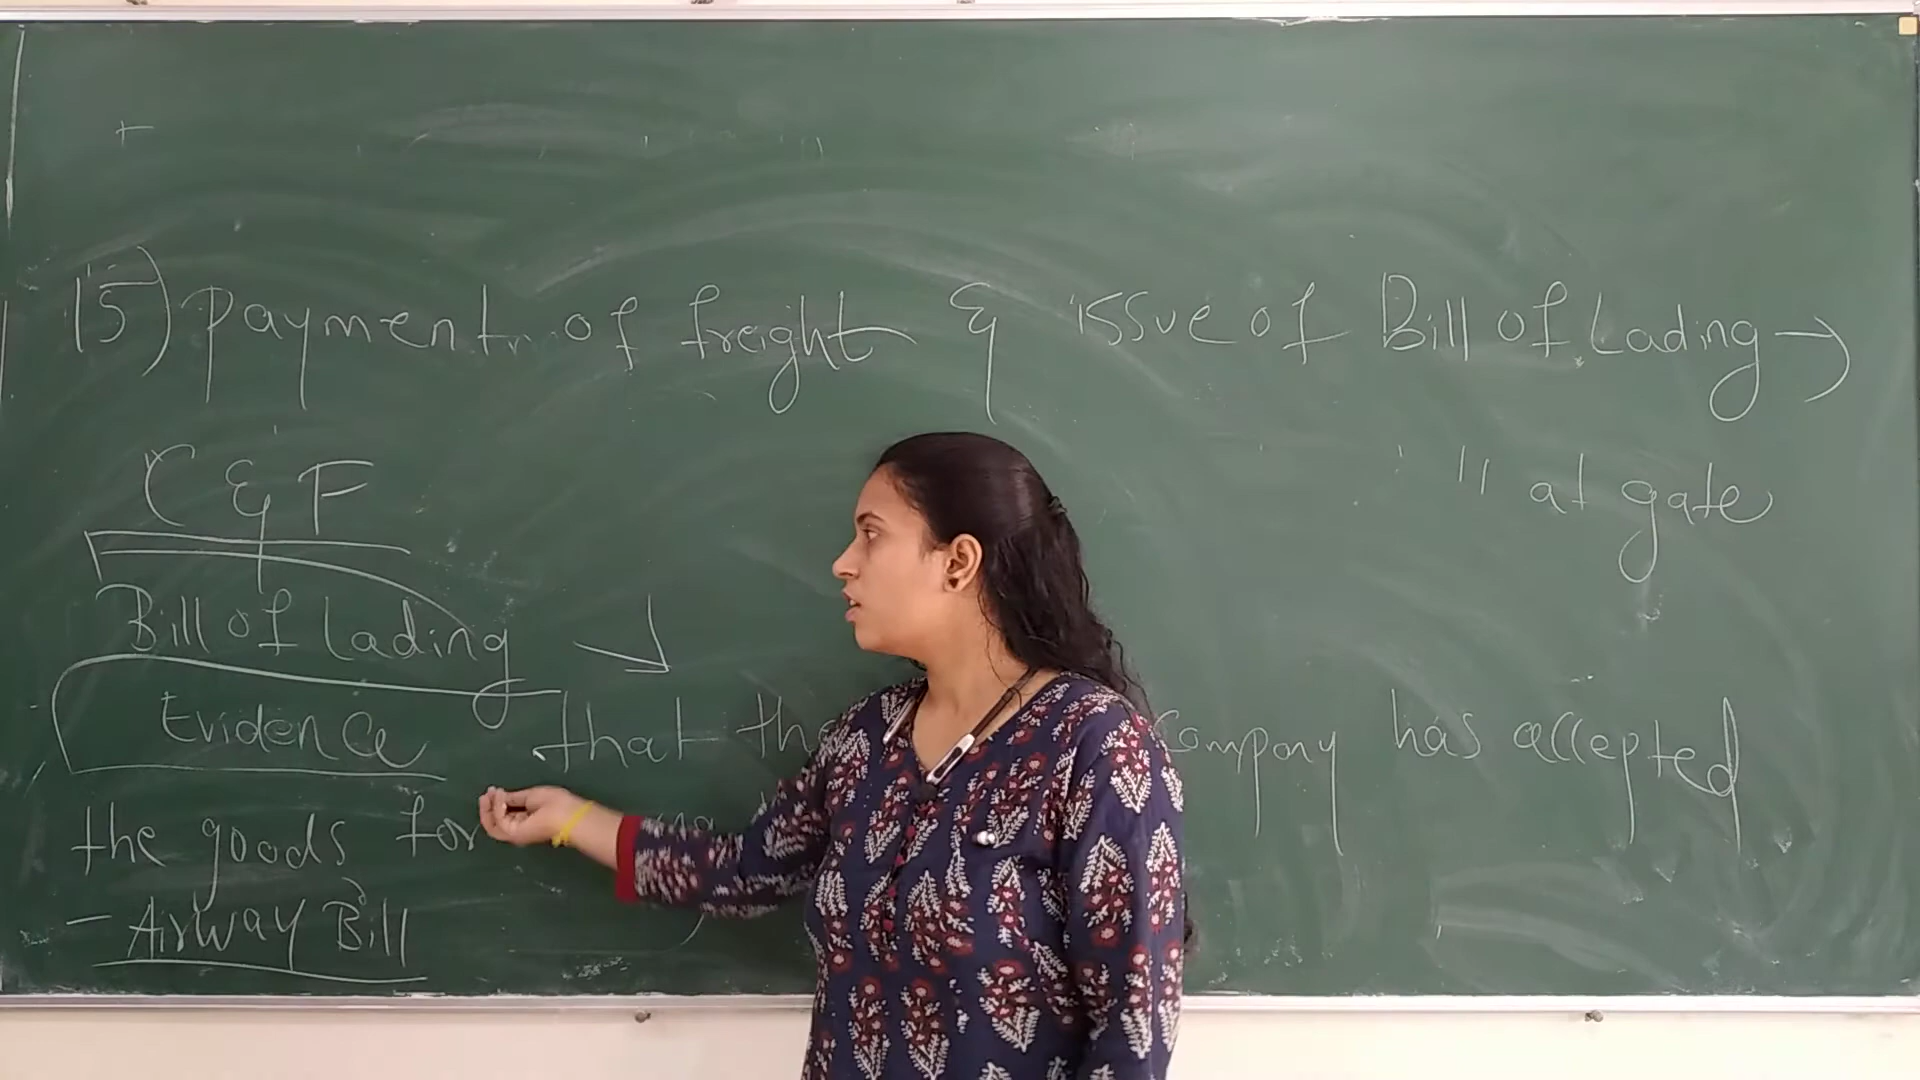 15) Payment of freight & issue of Bill of Lading →
C & F
" at gate
Bill of Lading
Evidence that the company has accepted
the goods for
- Airway Bill